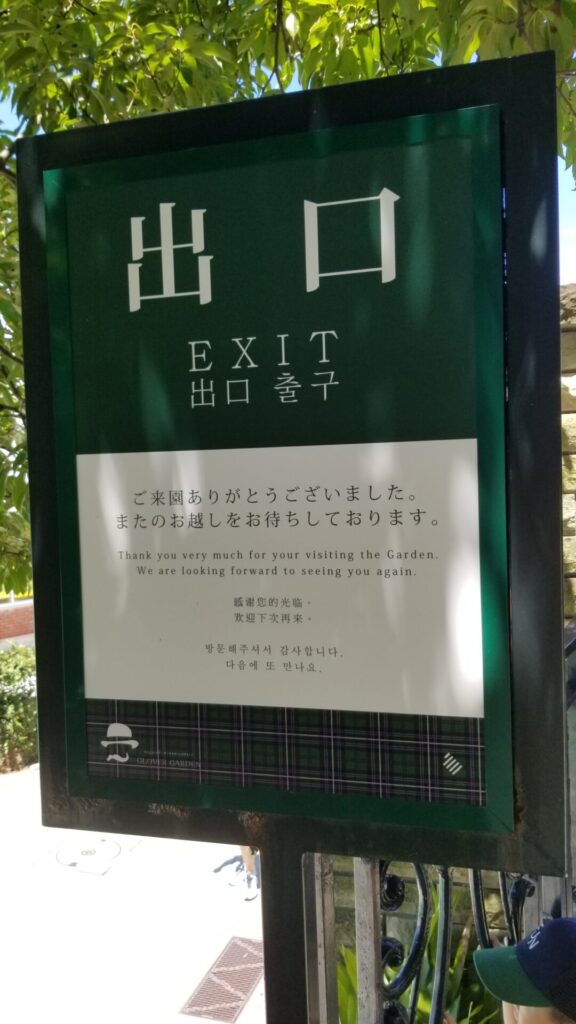 出口
EXIT
出口 출구
ご来園ありがとうございました。
またのお越しをお待ちしております。
Thank you very much for your visiting the Garden.
We are looking forward to seeing you again.
感谢您的光临。
欢迎下次再来。
방문해주셔서 감사합니다.
다음에 또 만나요.
GLOVER GARDEN